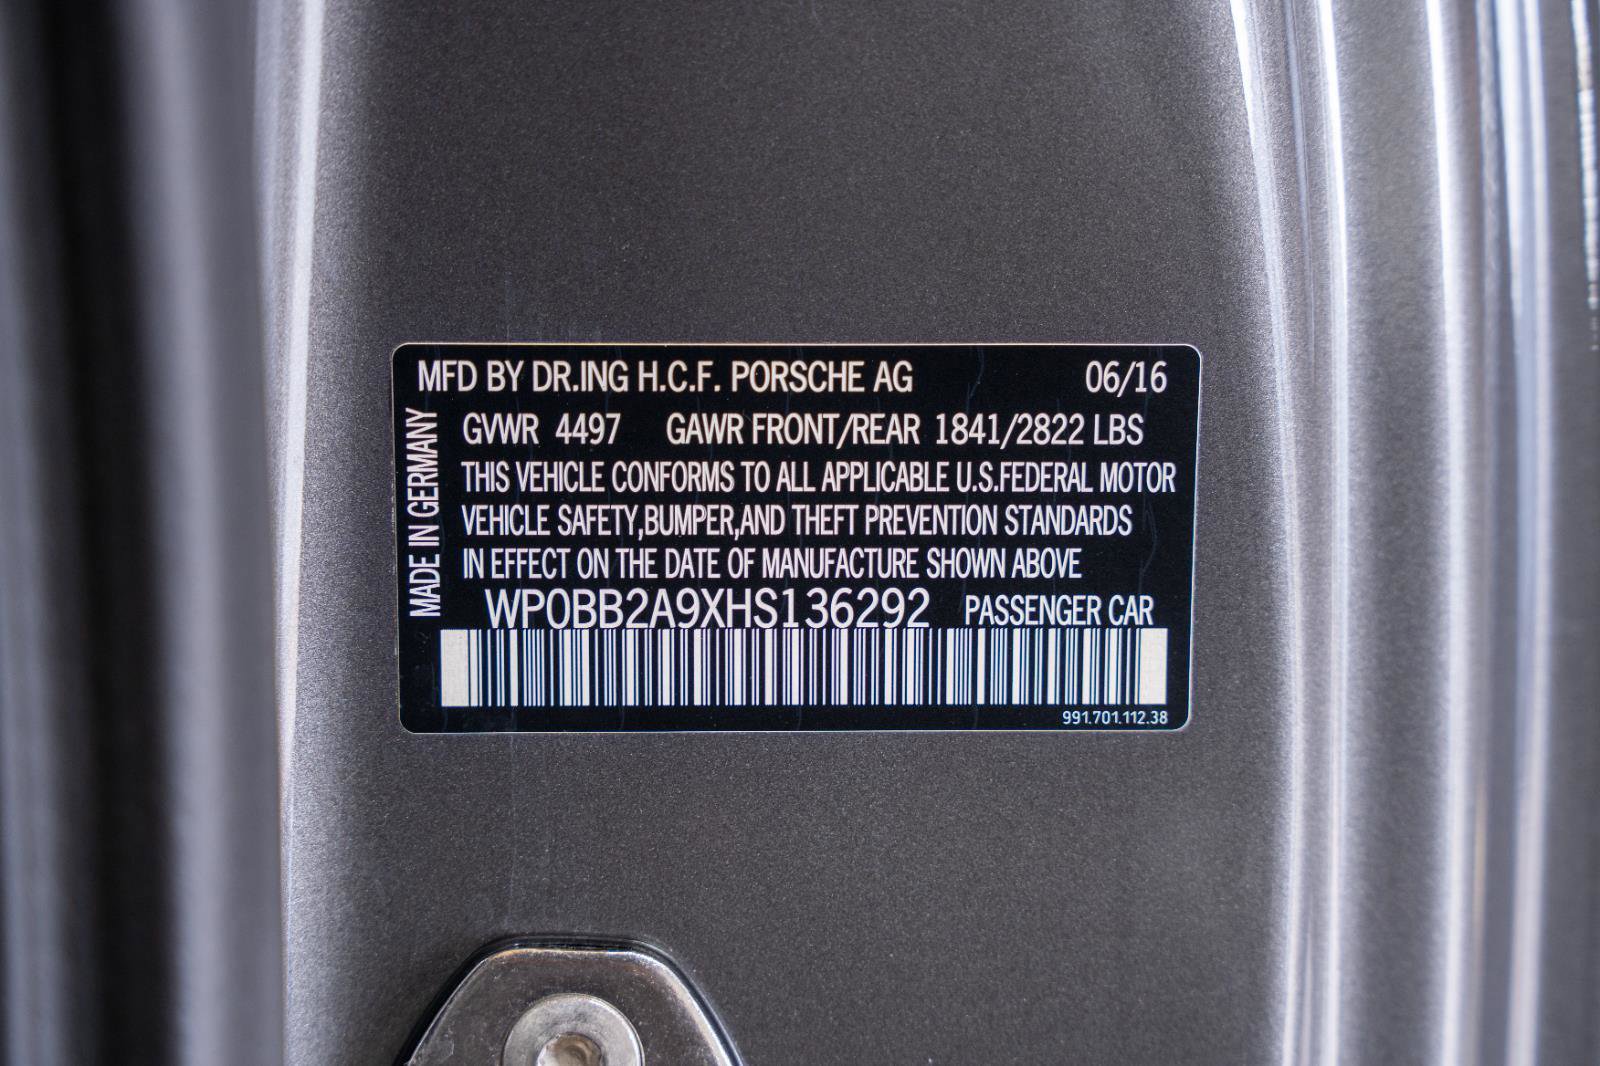 MFD BY DR.ING H.C.F. PORSCHE AG 06/16
MADE IN GERMANY
GVWR 4497 GAWR FRONT/REAR 1841/2822 LBS
THIS VEHICLE CONFORMS TO ALL APPLICABLE U.S.FEDERAL MOTOR
VEHICLE SAFETY,BUMPER,AND THEFT PREVENTION STANDARDS
IN EFFECT ON THE DATE OF MANUFACTURE SHOWN ABOVE
WP0BB2A9XHS136292 PASSENGER CAR
991.701.112.38